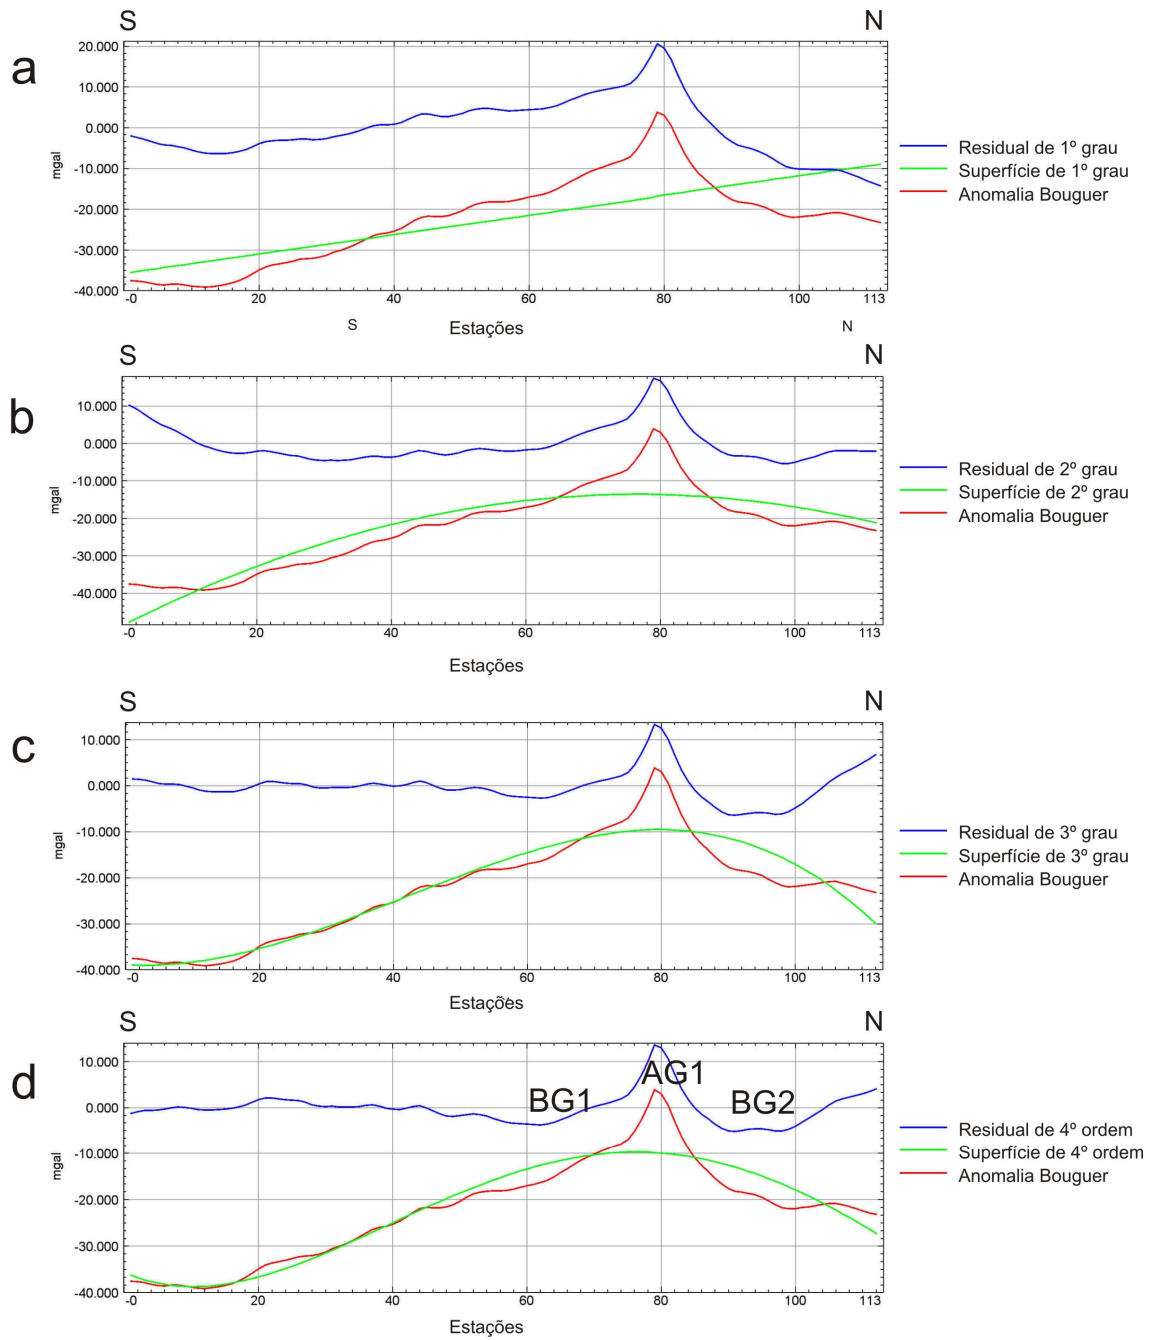 S N
a
20.000
10.000
0.000
-10.000
-20.000
-30.000
-40.000
mgal
-0 20 40 60 80 100 113
S Estações N
Residual de 1º grau
Superfície de 1º grau
Anomalia Bouguer
S N
b
10.000
0.000
-10.000
-20.000
-30.000
-40.000
mgal
-0 20 40 60 80 100 113
Estações
Residual de 2º grau
Superfície de 2º grau
Anomalia Bouguer
S N
c
10.000
0.000
-10.000
-20.000
-30.000
-40.000
mgal
-0 20 40 60 80 100 113
Estações
Residual de 3º grau
Superfície de 3º grau
Anomalia Bouguer
S N
d
10.000
0.000
-10.000
-20.000
-30.000
-40.000
mgal
BG1 AG1 BG2
-0 20 40 60 80 100 113
Estações
Residual de 4º ordem
Superfície de 4º ordem
Anomalia Bouguer